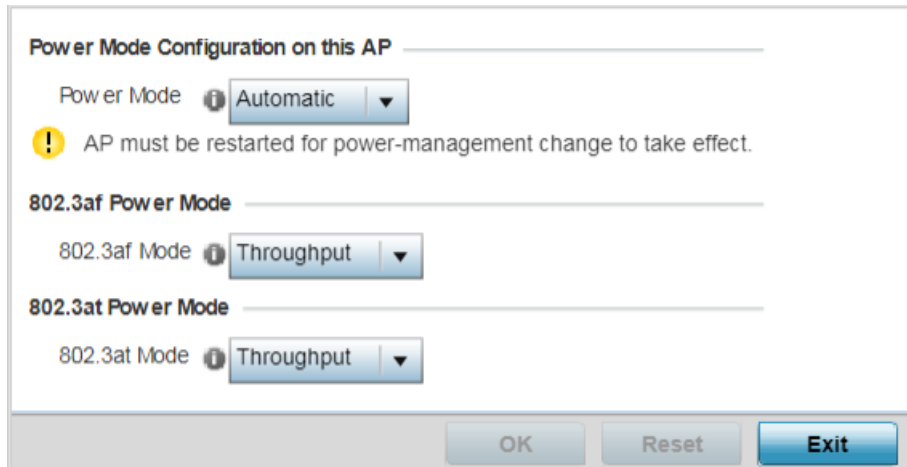 Power Mode Configuration on this AP
Power Mode Automatic
AP must be restarted for power-management change to take effect.
802.3af Power Mode
802.3af Mode Throughput
802.3at Power Mode
802.3at Mode Throughput
OK Reset Exit